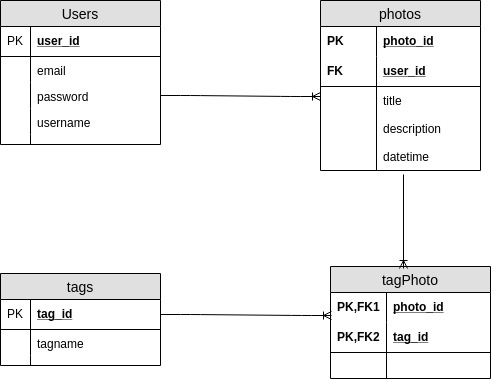 Users
PK user_id
email
password
username
photos
PK photo_id
FK user_id
title
description
datetime
tags
PK tag_id
tagname
tagPhoto
PK,FK1 photo_id
PK,FK2 tag_id